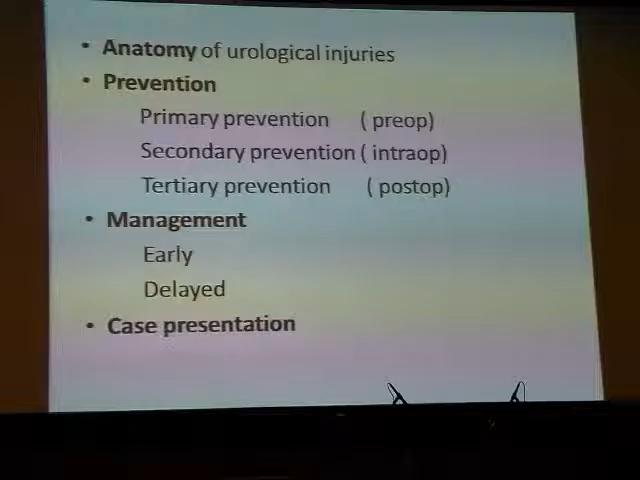 • Anatomy of urological injuries
• Prevention
Primary prevention ( preop)
Secondary prevention ( intraop)
Tertiary prevention ( postop)
• Management
Early
Delayed
• Case presentation